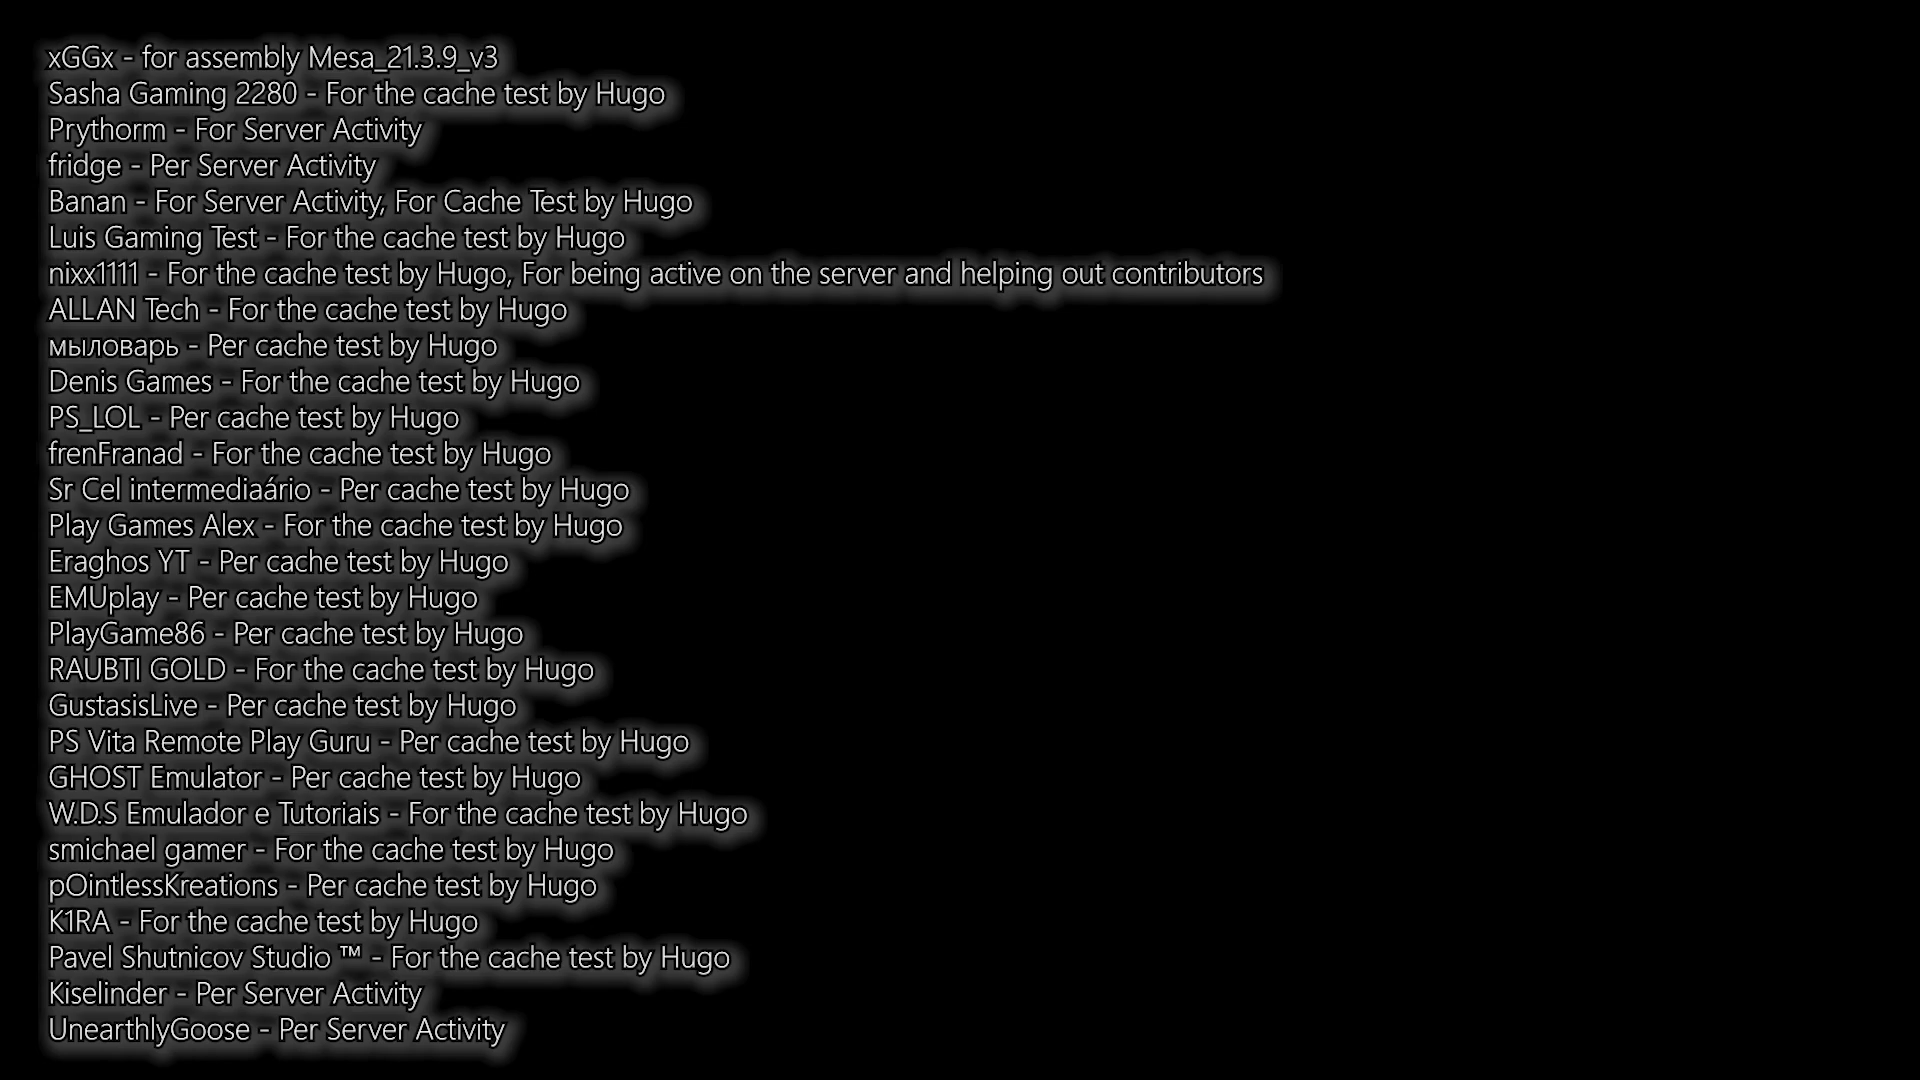 xGGx - for assembly Mesa_21.3.9_v3
Sasha Gaming 2280 - For the cache test by Hugo
Prythorm - For Server Activity
fridge - Per Server Activity
Banan - For Server Activity, For Cache Test by Hugo
Luis Gaming Test - For the cache test by Hugo
nixx1111 - For the cache test by Hugo, For being active on the server and helping out contributors
ALLAN Tech - For the cache test by Hugo
мыловарь - Per cache test by Hugo
Denis Games - For the cache test by Hugo
PS_LOL - Per cache test by Hugo
frenFranad - For the cache test by Hugo
Sr Cel intermediaário - Per cache test by Hugo
Play Games Alex - For the cache test by Hugo
Eraghos YT - Per cache test by Hugo
EMUplay - Per cache test by Hugo
PlayGame86 - Per cache test by Hugo
RAUBTI GOLD - For the cache test by Hugo
GustasisLive - Per cache test by Hugo
PS Vita Remote Play Guru - Per cache test by Hugo
GHOST Emulator - Per cache test by Hugo
W.D.S Emulador e Tutoriais - For the cache test by Hugo
smichael gamer - For the cache test by Hugo
pOintlessKreations - Per cache test by Hugo
K1RA - For the cache test by Hugo
Pavel Shutnicov Studio ™ - For the cache test by Hugo
Kiselinder - Per Server Activity
UnearthlyGoose - Per Server Activity